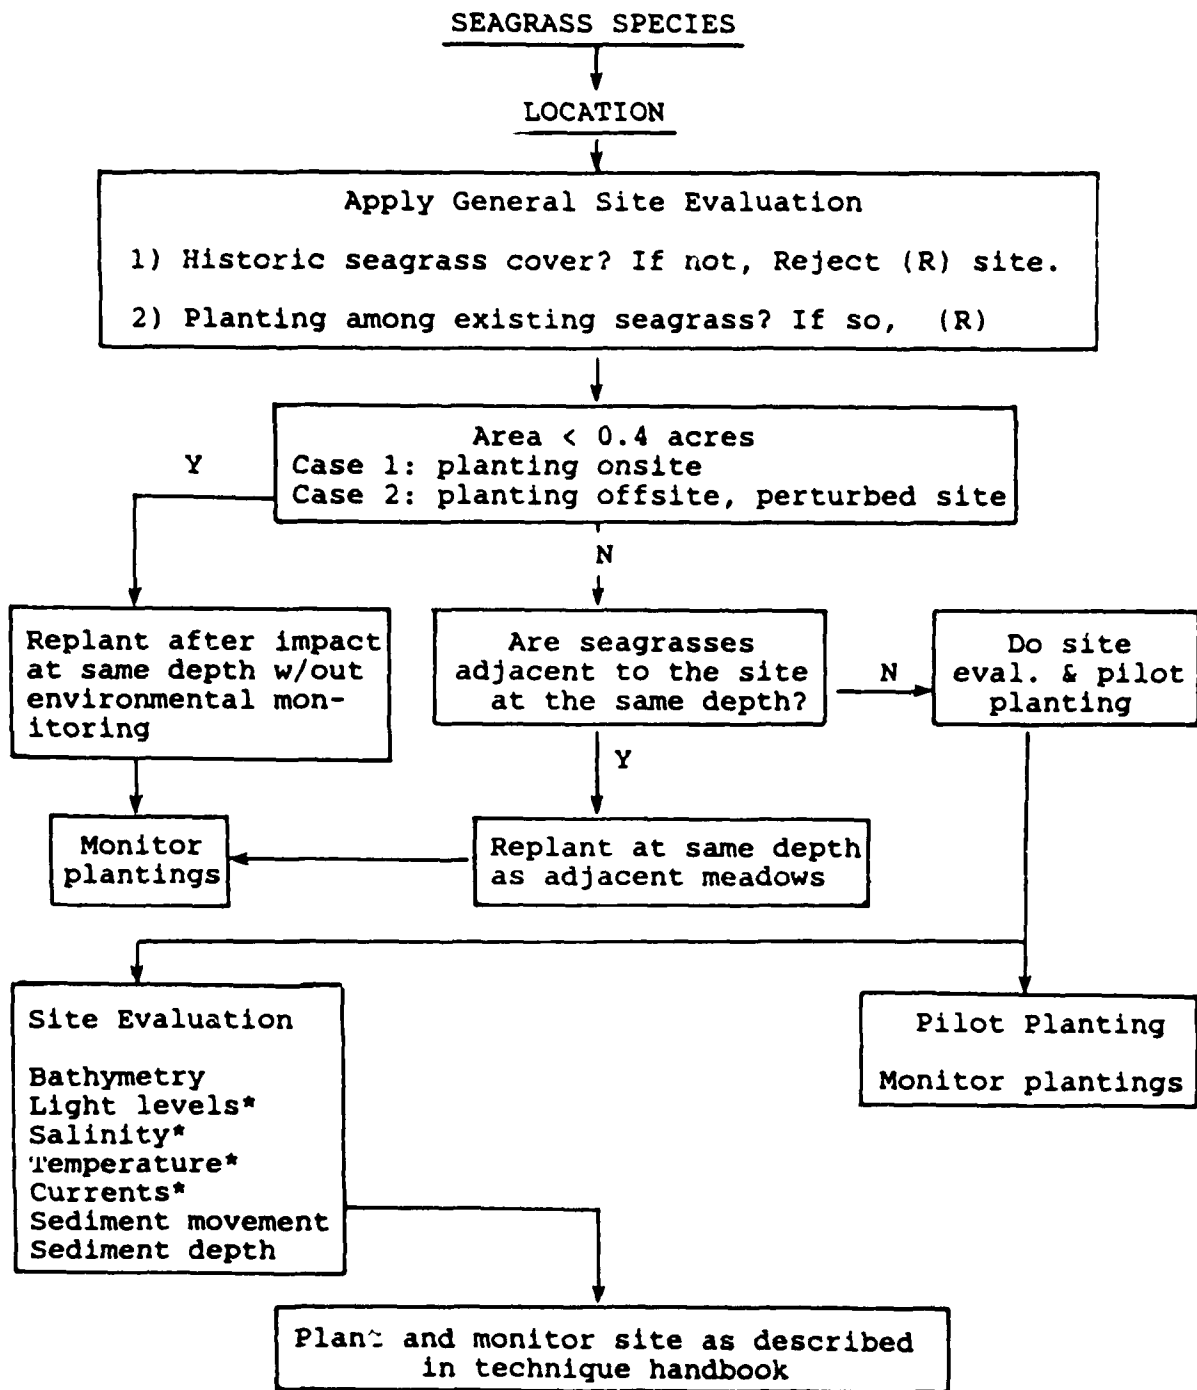 SEAGRASS SPECIES
LOCATION
Apply General Site Evaluation
1) Historic seagrass cover? If not, Reject (R) site.
2) Planting among existing seagrass? If so, (R)
Area < 0.4 acres
Case 1: planting onsite
Case 2: planting offsite, perturbed site
Y
N
Replant after impact
at same depth w/out
environmental mon-
itoring
Are seagrasses
adjacent to the site
at the same depth?
N
Do site
eval. & pilot
planting
Y
Monitor
plantings
Replant at same depth
as adjacent meadows
Site Evaluation
Bathymetry
Light levels*
Salinity*
Temperature*
Currents*
Sediment movement
Sediment depth
Pilot Planting
Monitor plantings
Plant and monitor site as described
in technique handbook